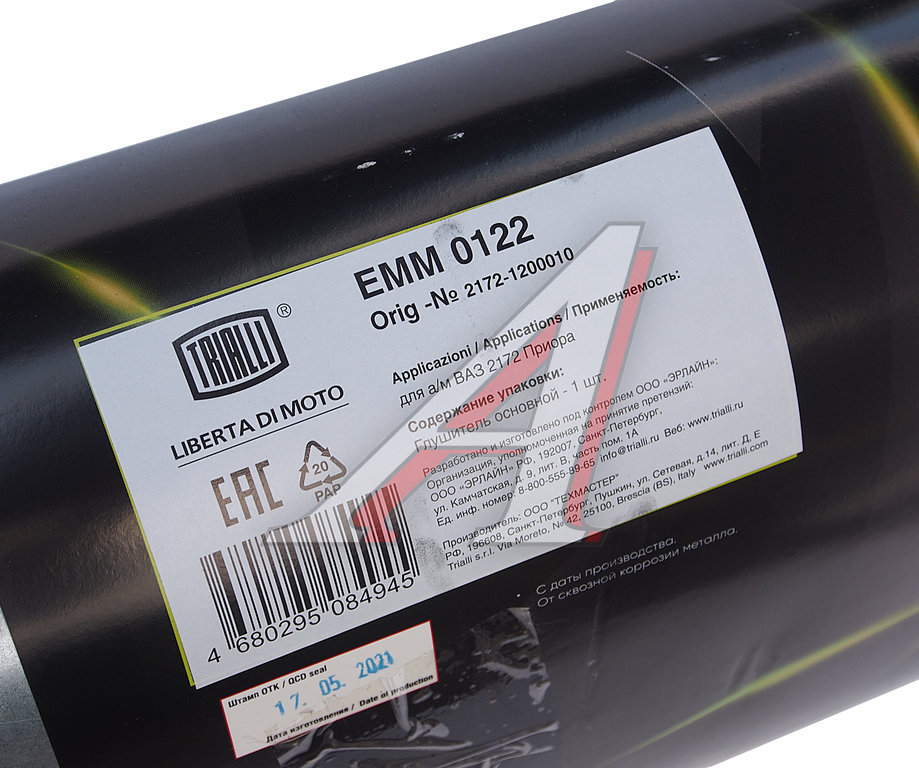 EMM 0122
Orig -№ 2172-1200010
TRIALLI ®
LIBERTA DI MOTO
Applicazioni / Applications / Применяемость:
для а/м ВАЗ 2172 Приора
Содержание упаковки:
Глушитель основной - 1 шт.
Разработано и изготовлено под контролем ООО «ЭРЛАЙН»:
Организация, уполномоченная на принятие претензий:
ООО «ЭРЛАЙН» РФ, 192007, Санкт-Петербург,
ул. Камчатская, д. 9, лит. В, часть пом. 1А
Ед. инф. номер: 8-800-555-89-65 info@trialli.ru Веб: www.trialli.ru
Производитель: ООО "ТЕХМАСТЕР"
РФ, 196608, Санкт-Петербург, Пушкин, ул. Сетевая, д.14, лит. Д, Е
Trialli s.r.l. Via Moreto, № 42, 25100, Brescia (BS), Italy www.trialli.com
EAC
20
PAP
4 680295 084945
С даты производства.
От сквозной коррозии металла.
Штамп ОТК / OCD seal
17. 05. 2021
Дата изготовления / Date of production